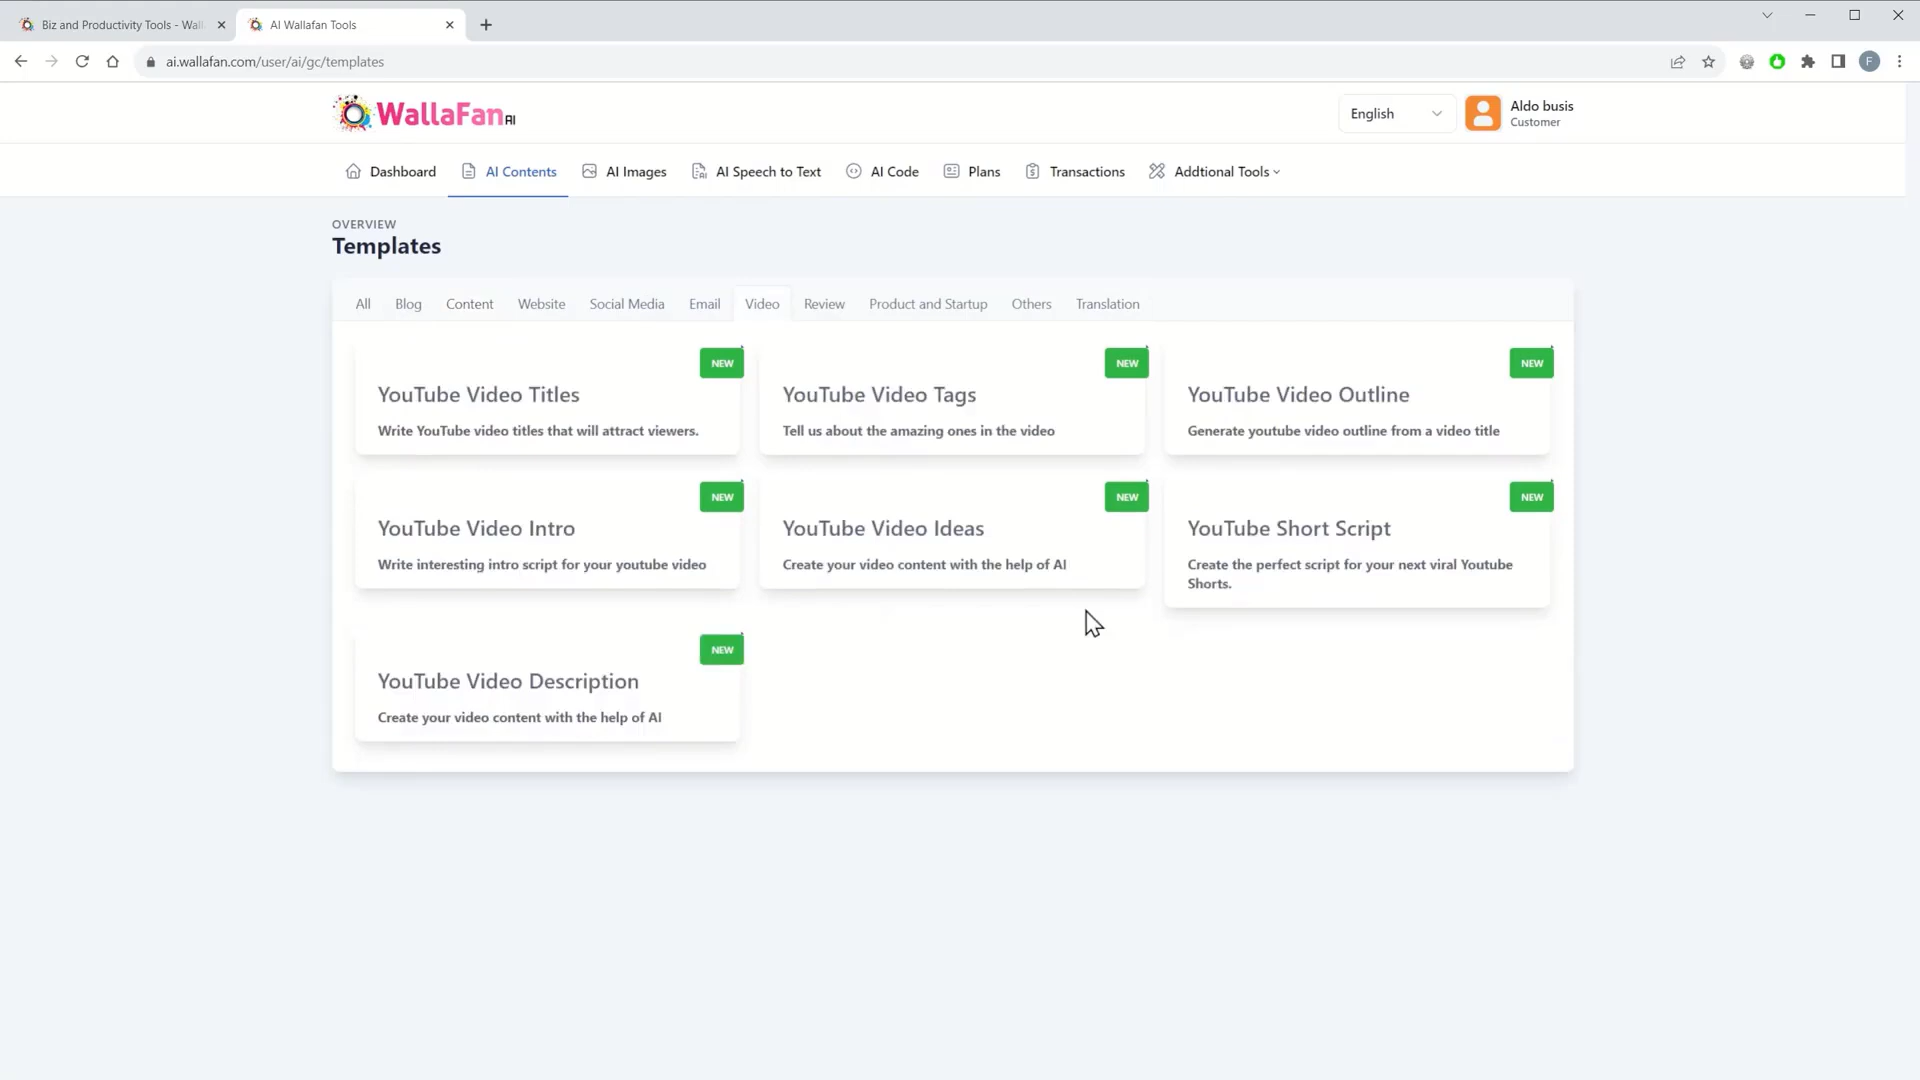 Biz and Productivity Tools - Wall
AI Wallafan Tools
ai.wallafan.com/user/ai/gc/templates
F
WallaFan AI
English
Aldo busis
Customer
Dashboard
AI Contents
AI Images
AI Speech to Text
AI Code
Plans
Transactions
Addtional Tools
OVERVIEW
Templates
All
Blog
Content
Website
Social Media
Email
Video
Review
Product and Startup
Others
Translation
NEW
YouTube Video Titles
Write YouTube video titles that will attract viewers.
NEW
YouTube Video Tags
Tell us about the amazing ones in the video
NEW
YouTube Video Outline
Generate youtube video outline from a video title
NEW
YouTube Video Intro
Write interesting intro script for your youtube video
NEW
YouTube Video Ideas
Create your video content with the help of AI
NEW
YouTube Short Script
Create the perfect script for your next viral Youtube
Shorts.
NEW
YouTube Video Description
Create your video content with the help of AI